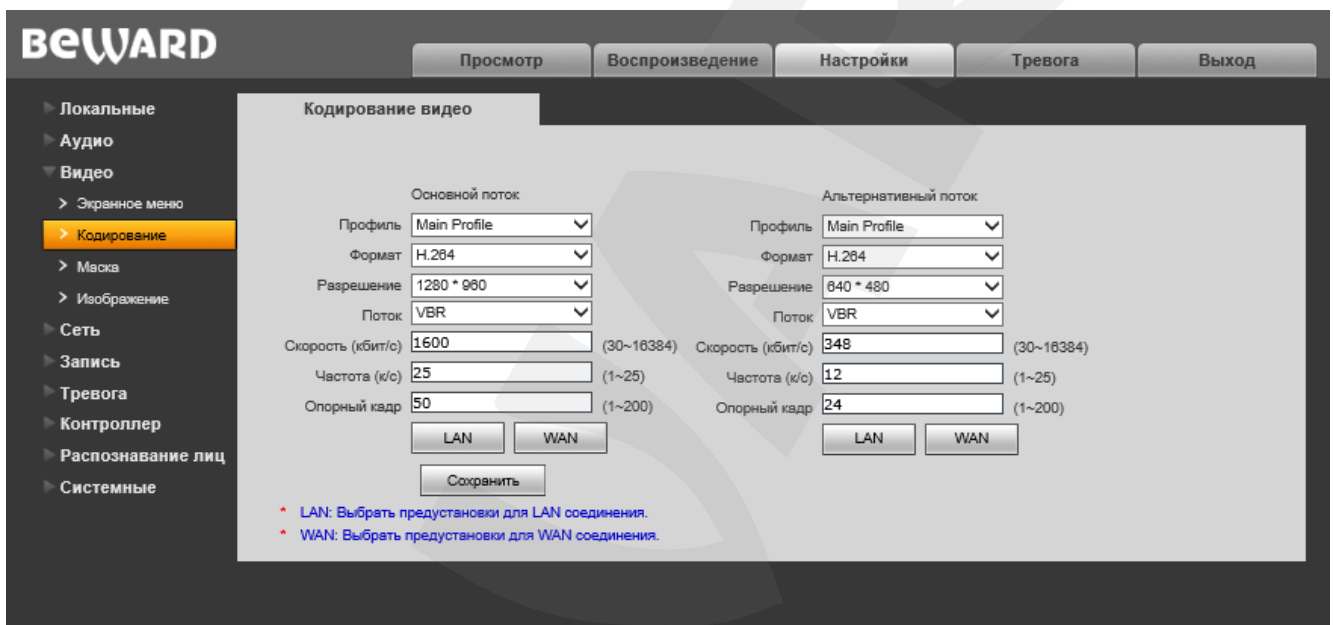 BEWARD
Просмотр Воспроизведение Настройки Тревога Выход
Локальные
Аудио
Видео
> Экранное меню
> Кодирование
> Маска
> Изображение
Сеть
Запись
Тревога
Контроллер
Распознавание лиц
Системные
Кодирование видео
Основной поток
Профиль Main Profile
Формат H.264
Разрешение 1280 * 960
Поток VBR
Скорость (кбит/с) 1600 (30~16384)
Частота (к/с) 25 (1~25)
Опорный кадр 50 (1~200)
LAN WAN
Альтернативный поток
Профиль Main Profile
Формат H.264
Разрешение 640 * 480
Поток VBR
Скорость (кбит/с) 348 (30~16384)
Частота (к/с) 12 (1~25)
Опорный кадр 24 (1~200)
LAN WAN
Сохранить
* LAN: Выбрать предустановки для LAN соединения.
* WAN: Выбрать предустановки для WAN соединения.